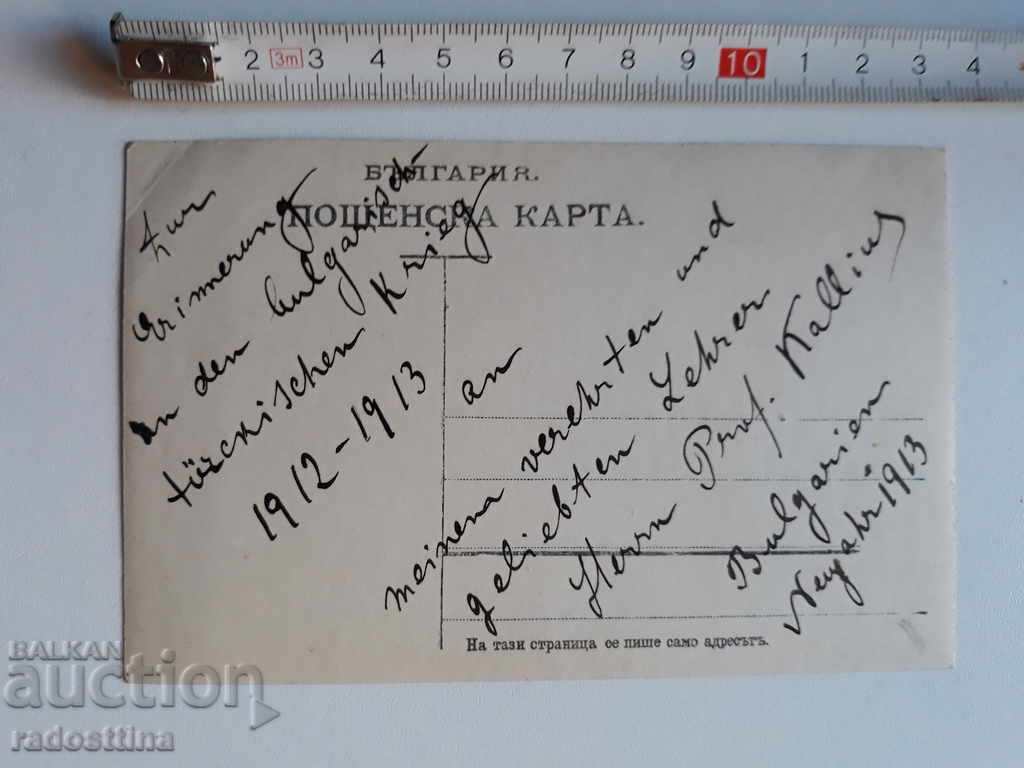 2 3m 3 4 5 6 7 8 9 10 1 2 3 4
БЪЛГАРИЯ.
ПОЩЕНСКА КАРТА.
Zur
Erinnerung
an den bulgarisch-
türckischen Krieg
1912-1913
an
meinem verehrten und
geliebten Lehrer
Herrn Prof. Kallius
Bulgarien
Neujahr 1913
На тази страница се пише само адресътъ.
BALKAN
auction
radosttina